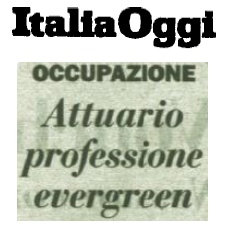 ItaliaOggi
OCCUPAZIONE
Attuario
professione
evergreen